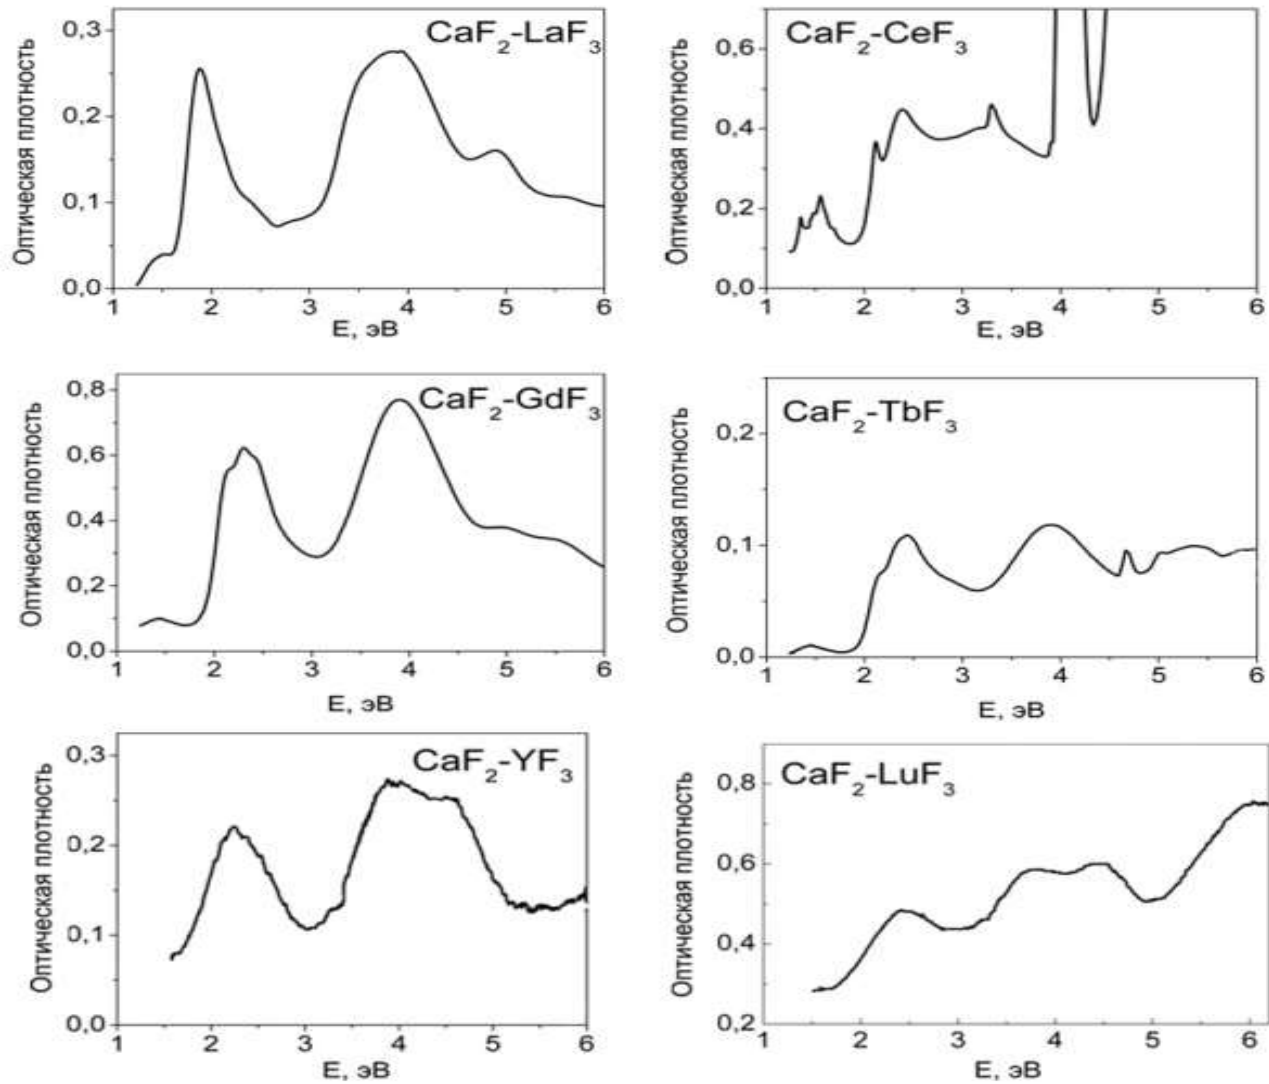 CaF₂-LaF₃
Оптическая плотность
0,3
0,2
0,1
0,0
1 2 3 4 5 6
E, эВ
CaF₂-CeF₃
Оптическая плотность
0,6
0,4
0,2
0,0
1 2 3 4 5 6
E, эВ
CaF₂-GdF₃
Оптическая плотность
0,8
0,6
0,4
0,2
0,0
1 2 3 4 5 6
E, эВ
CaF₂-TbF₃
Оптическая плотность
0,2
0,1
0,0
1 2 3 4 5 6
E, эВ
CaF₂-YF₃
Оптическая плотность
0,3
0,2
0,1
0,0
1 2 3 4 5 6
E, эВ
CaF₂-LuF₃
Оптическая плотность
0,8
0,6
0,4
0,2
1 2 3 4 5 6
E, эВ